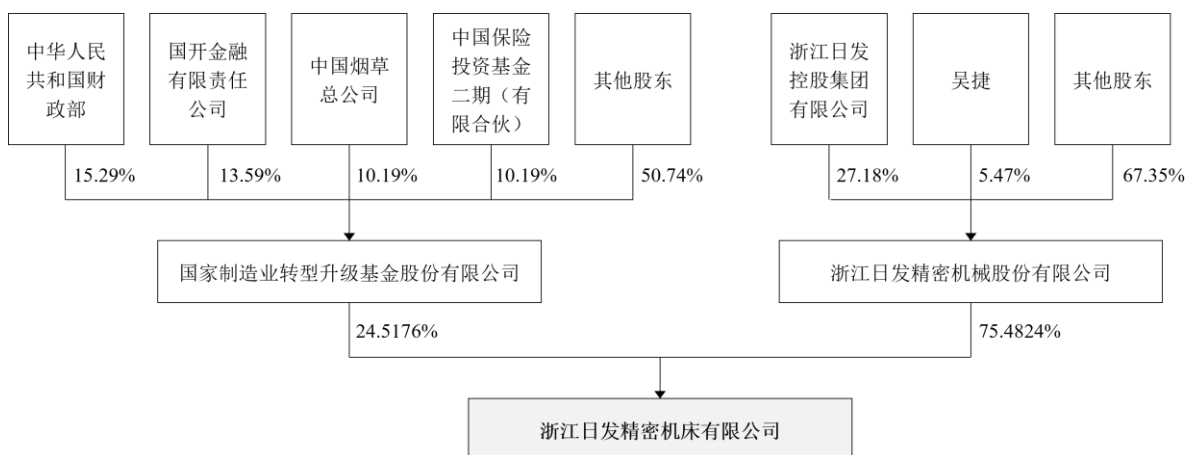 中华人民
共和国财
政部
国开金融
有限责任
公司
中国烟草
总公司
中国保险
投资基金
二期（有
限合伙）
其他股东
浙江日发
控股集团
有限公司
吴捷
其他股东
15.29%
13.59%
10.19%
10.19%
50.74%
27.18%
5.47%
67.35%
国家制造业转型升级基金股份有限公司
浙江日发精密机械股份有限公司
24.5176%
75.4824%
浙江日发精密机床有限公司